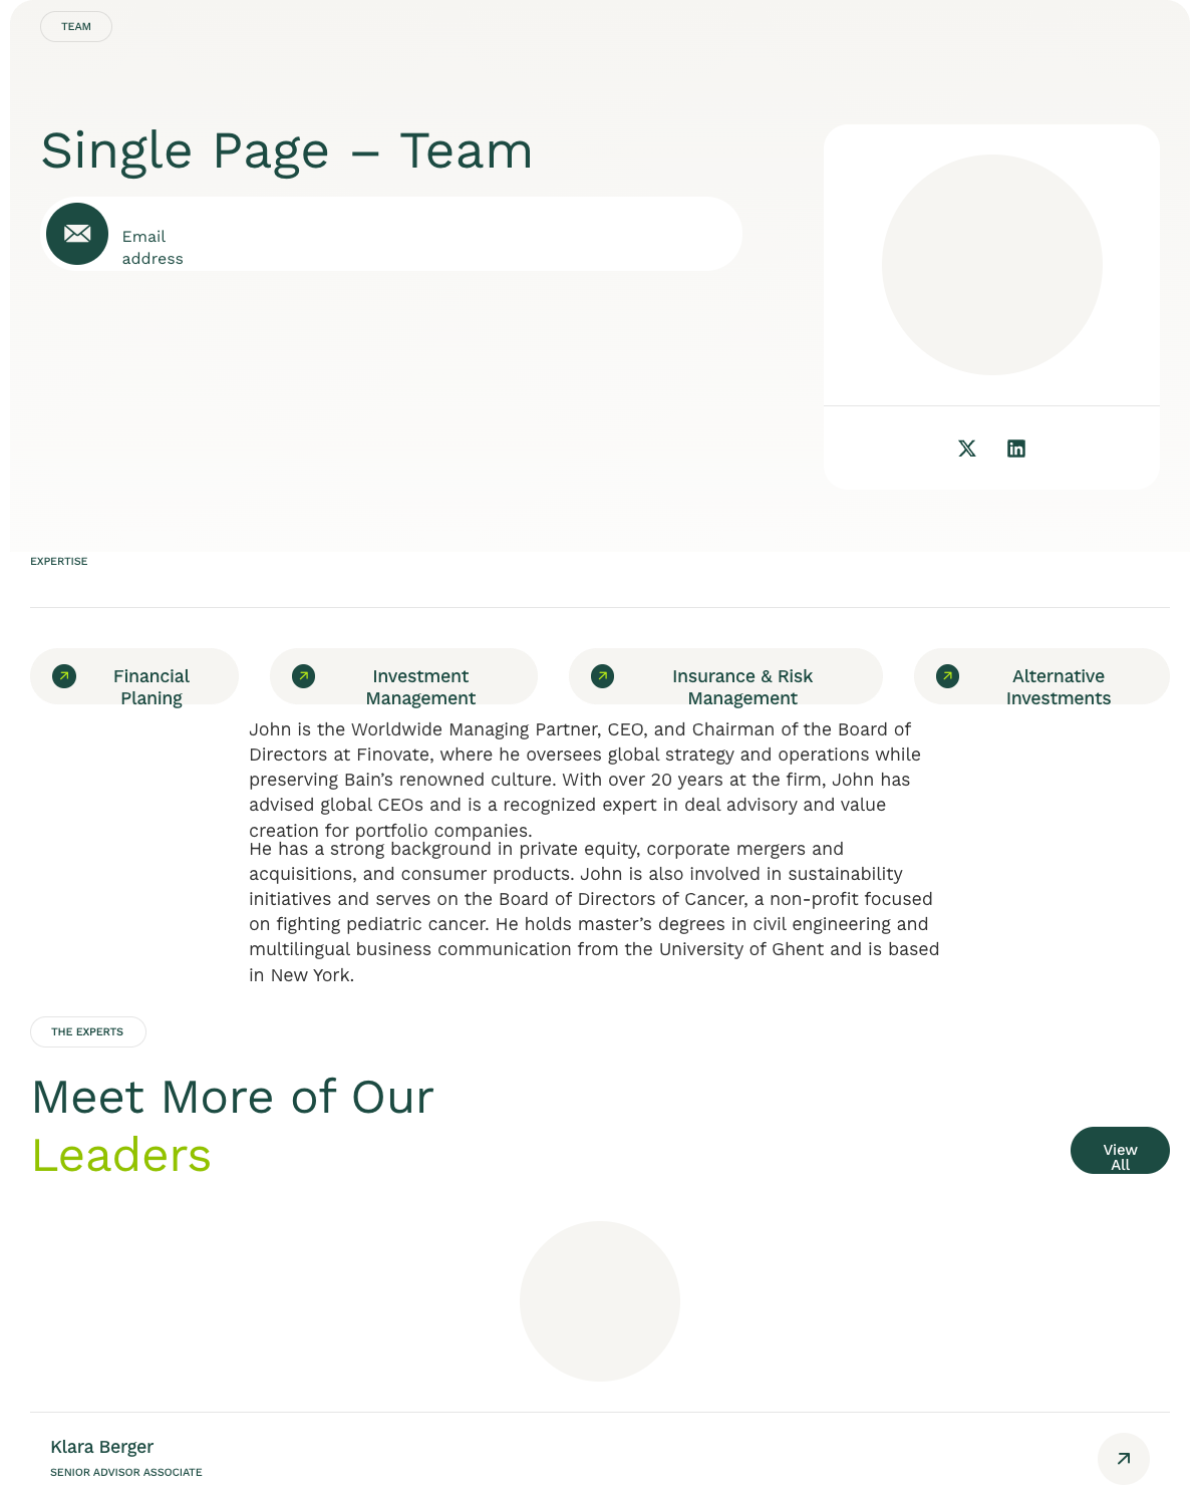 TEAM
Single Page – Team
Email
address
EXPERTISE
Financial
Planing
Investment
Management
Insurance & Risk
Management
Alternative
Investments
John is the Worldwide Managing Partner, CEO, and Chairman of the Board of
Directors at Finovate, where he oversees global strategy and operations while
preserving Bain’s renowned culture. With over 20 years at the firm, John has
advised global CEOs and is a recognized expert in deal advisory and value
creation for portfolio companies.
He has a strong background in private equity, corporate mergers and
acquisitions, and consumer products. John is also involved in sustainability
initiatives and serves on the Board of Directors of Cancer, a non-profit focused
on fighting pediatric cancer. He holds master’s degrees in civil engineering and
multilingual business communication from the University of Ghent and is based
in New York.
THE EXPERTS
Meet More of Our
Leaders
View
All
Klara Berger
SENIOR ADVISOR ASSOCIATE